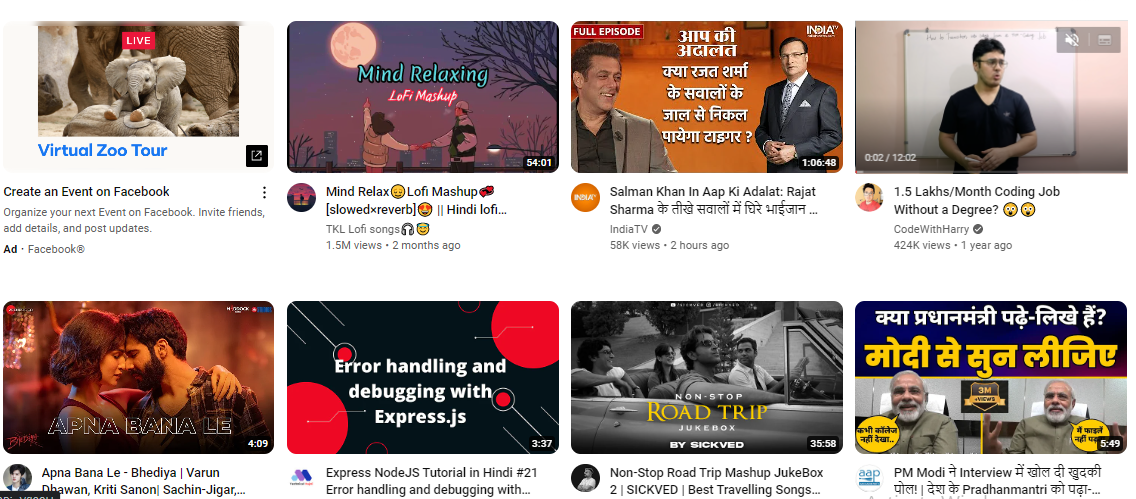 LIVE
Virtual Zoo Tour
Create an Event on Facebook
Organize your next Event on Facebook. Invite friends,
add details, and post updates.
Ad · Facebook®
Mind Relaxing
LoFi Mashup
54:01
Mind Relax😔Lofi Mashup💞
[slowed×reverb]😍 || Hindi lofi...
TKL Lofi songs🎧😇
1.5M views • 2 months ago
FULL EPISODE
INDIA TV
आप की
अदालत
क्या रजत शर्मा
के सवालों के
जाल से निकल
पायेगा टाइगर ?
1:06:48
INDIA TV
Salman Khan In Aap Ki Adalat: Rajat
Sharma के तीखे सवालों में घिरे भाईजान ...
IndiaTV
58K views • 2 hours ago
0:02 / 12:02
1.5 Lakhs/Month Coding Job
Without a Degree? 😮😮
CodeWithHarry
424K views • 1 year ago
APNA BANA LE
4:09
Apna Bana Le - Bhediya | Varun
Dhawan, Kriti Sanon| Sachin-Jigar,...
Error handling and
debugging with
Express.js
3:37
Express NodeJS Tutorial in Hindi #21
Error handling and debugging with...
NON-STOP
ROAD TRIP
JUKEBOX
BY SICKVED
35:58
Non-Stop Road Trip Mashup JukeBox
2 | SICKVED | Best Travelling Songs...
क्या प्रधानमंत्री पढ़े-लिखे हैं?
मोदी से सुन लीजिए
3M
+VIEWS
कभी कॉलेज
नहीं देखा..
मैं फाइलें
नहीं पढ़
5:49
aap
PM Modi ने Interview में खोल दी खुदकी
पोल! | देश के Pradhanmantri को पढ़ा-...